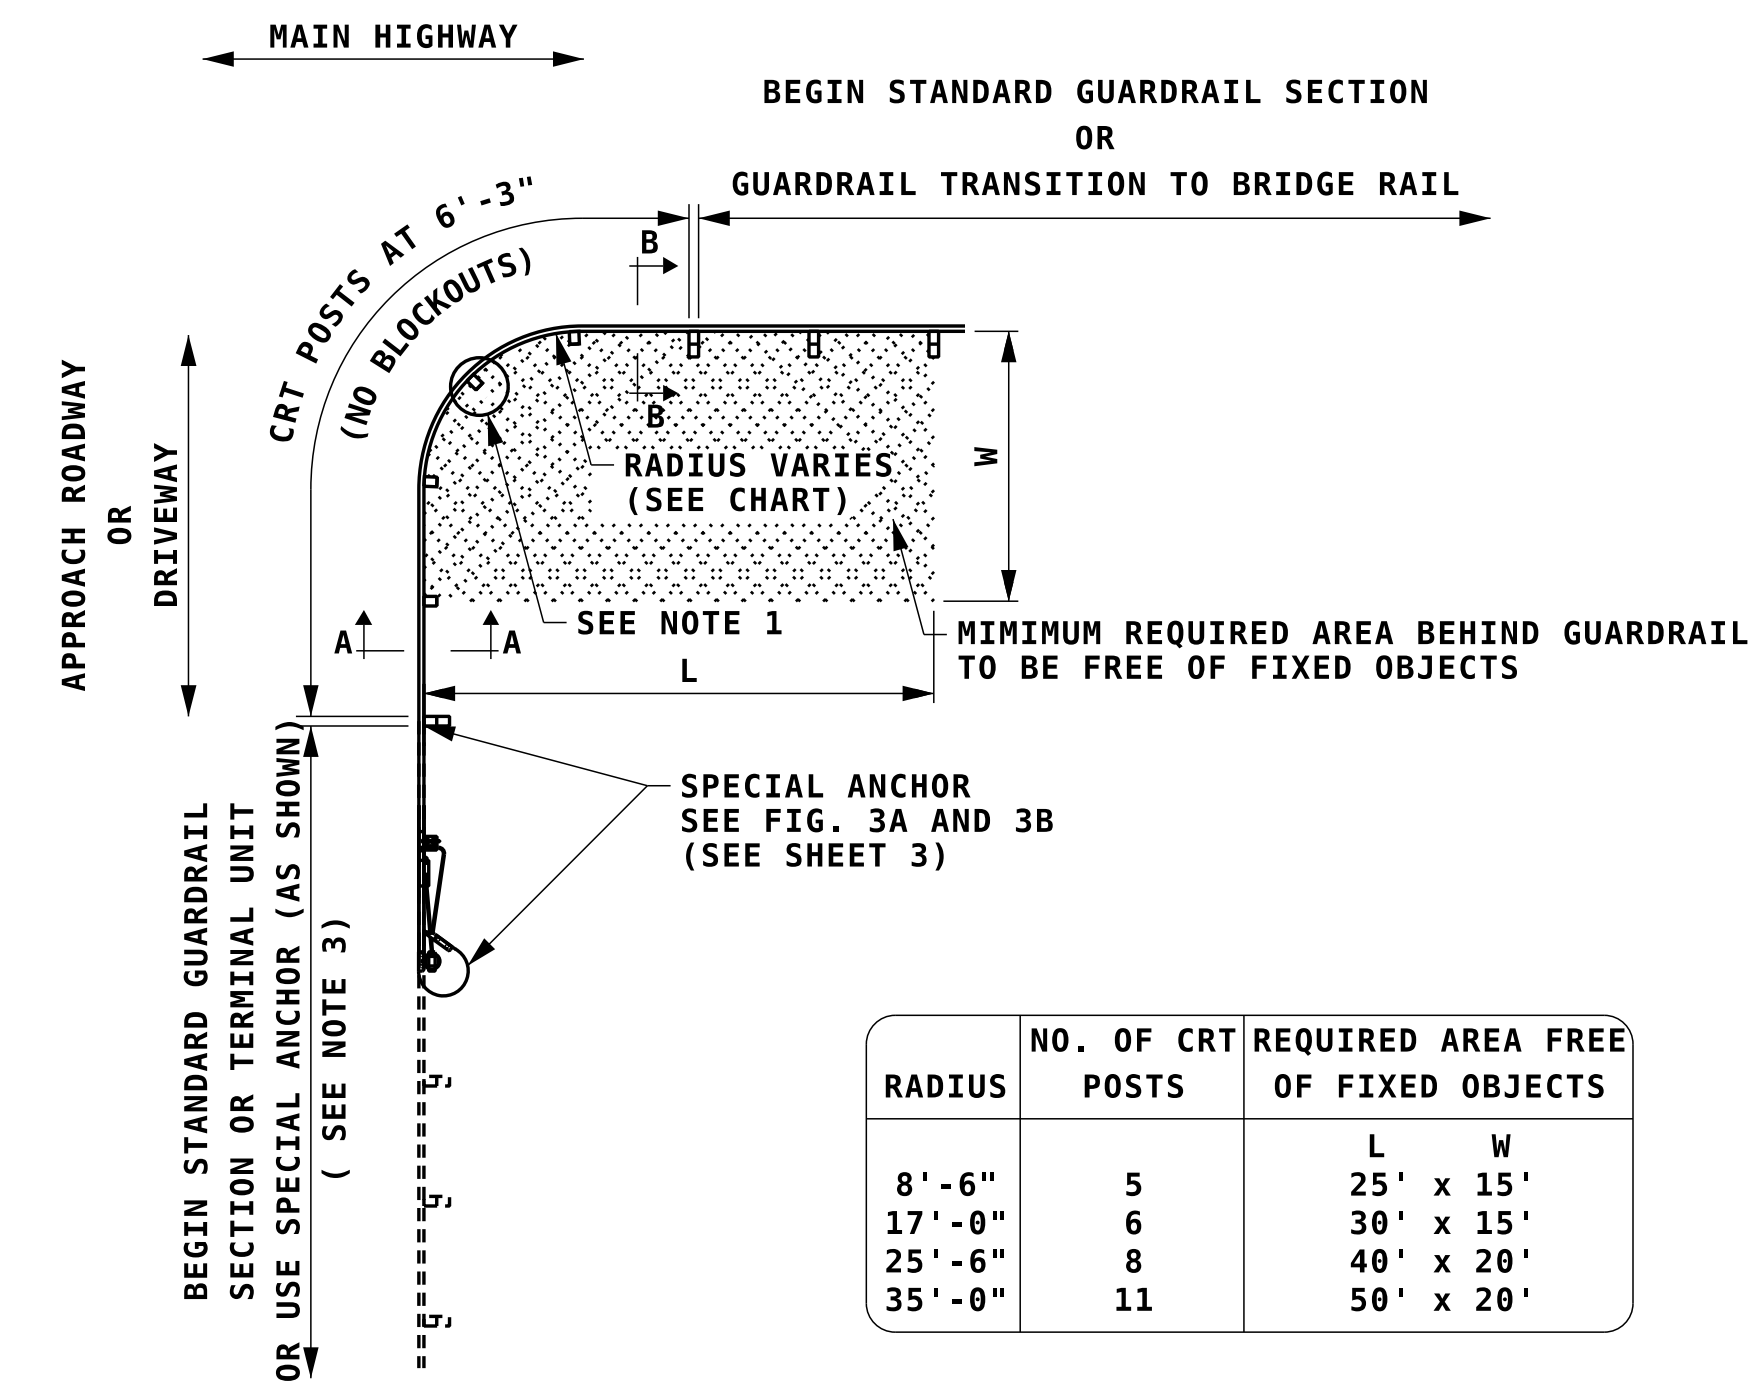 MAIN HIGHWAY
BEGIN STANDARD GUARDRAIL SECTION
OR
GUARDRAIL TRANSITION TO BRIDGE RAIL
CRT POSTS AT 6'-3"
(NO BLOCKOUTS)
B
B
APPROACH ROADWAY
OR
DRIVEWAY
RADIUS VARIES
(SEE CHART)
W
SEE NOTE 1
A
A
MIMIMUM REQUIRED AREA BEHIND GUARDRAIL
TO BE FREE OF FIXED OBJECTS
L
SPECIAL ANCHOR
SEE FIG. 3A AND 3B
(SEE SHEET 3)
BEGIN STANDARD GUARDRAIL
SECTION OR TERMINAL UNIT
OR USE SPECIAL ANCHOR (AS SHOWN)
( SEE NOTE 3)
NO. OF CRT REQUIRED AREA FREE
RADIUS POSTS OF FIXED OBJECTS
L W
8'-6" 5 25' x 15'
17'-0" 6 30' x 15'
25'-6" 8 40' x 20'
35'-0" 11 50' x 20'